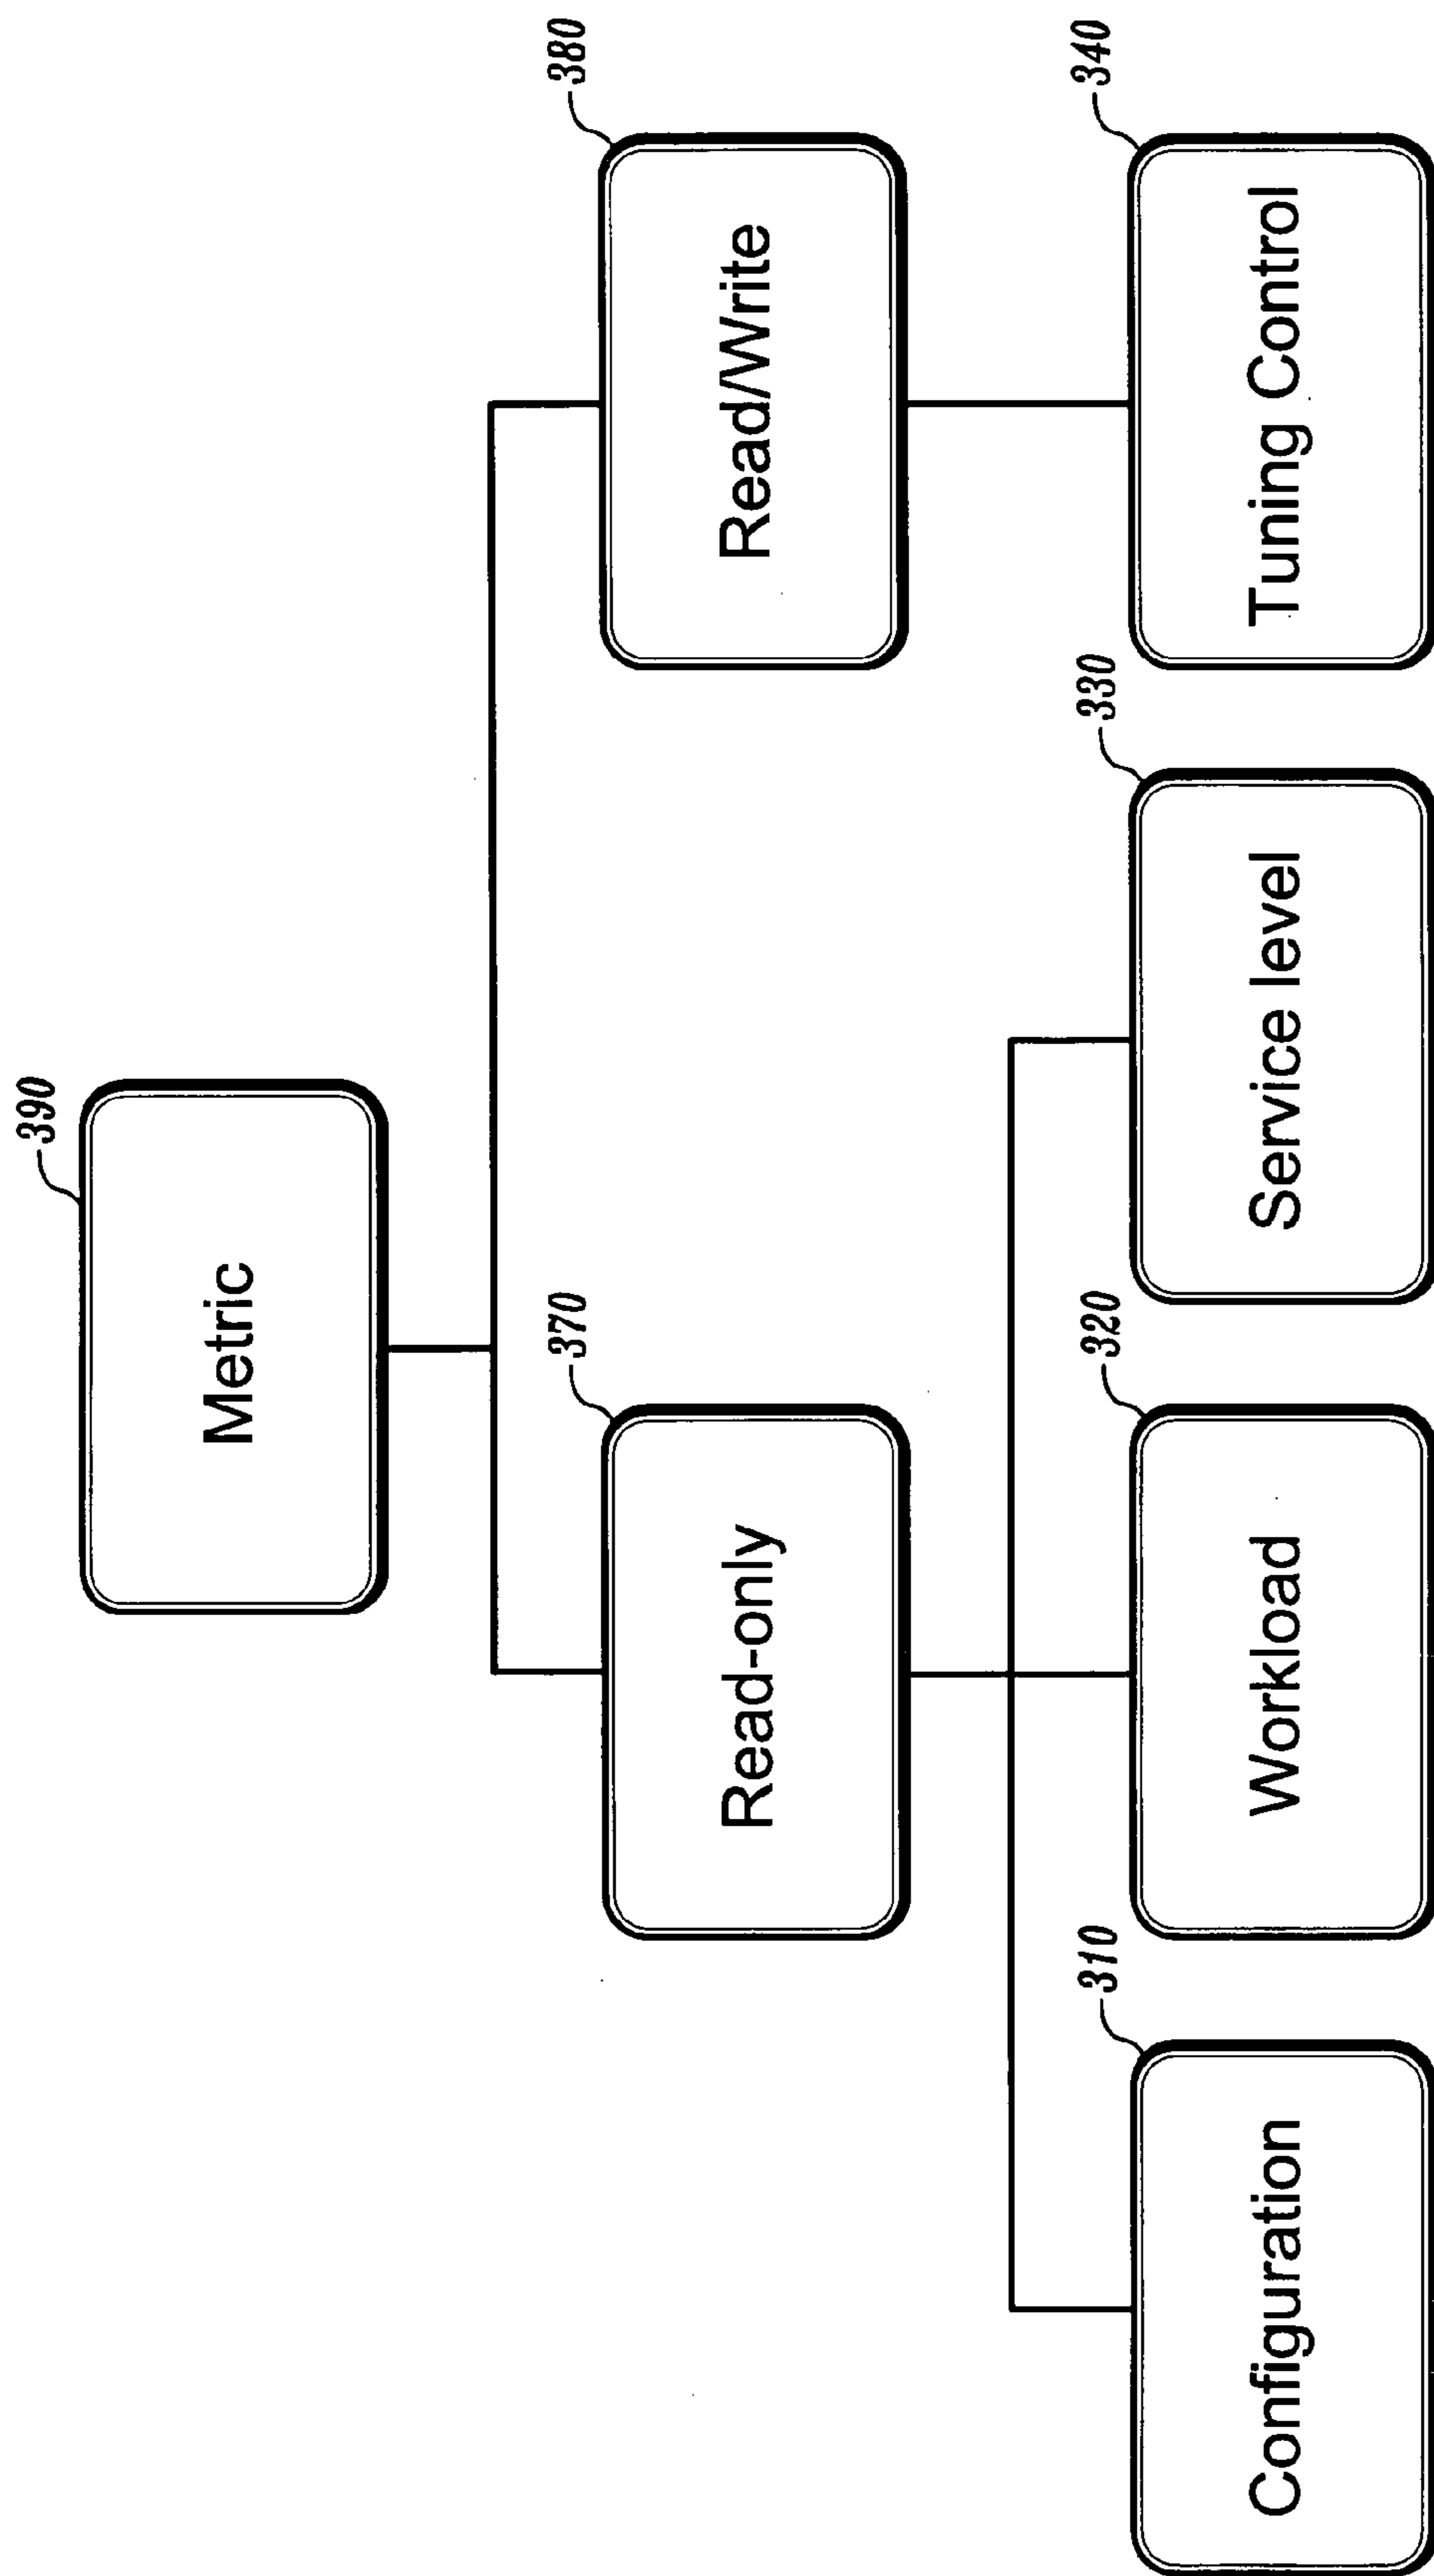 390
Metric
370
380
Read-only
Read/Write
310
320
330
340
Configuration
Workload
Service level
Tuning Control